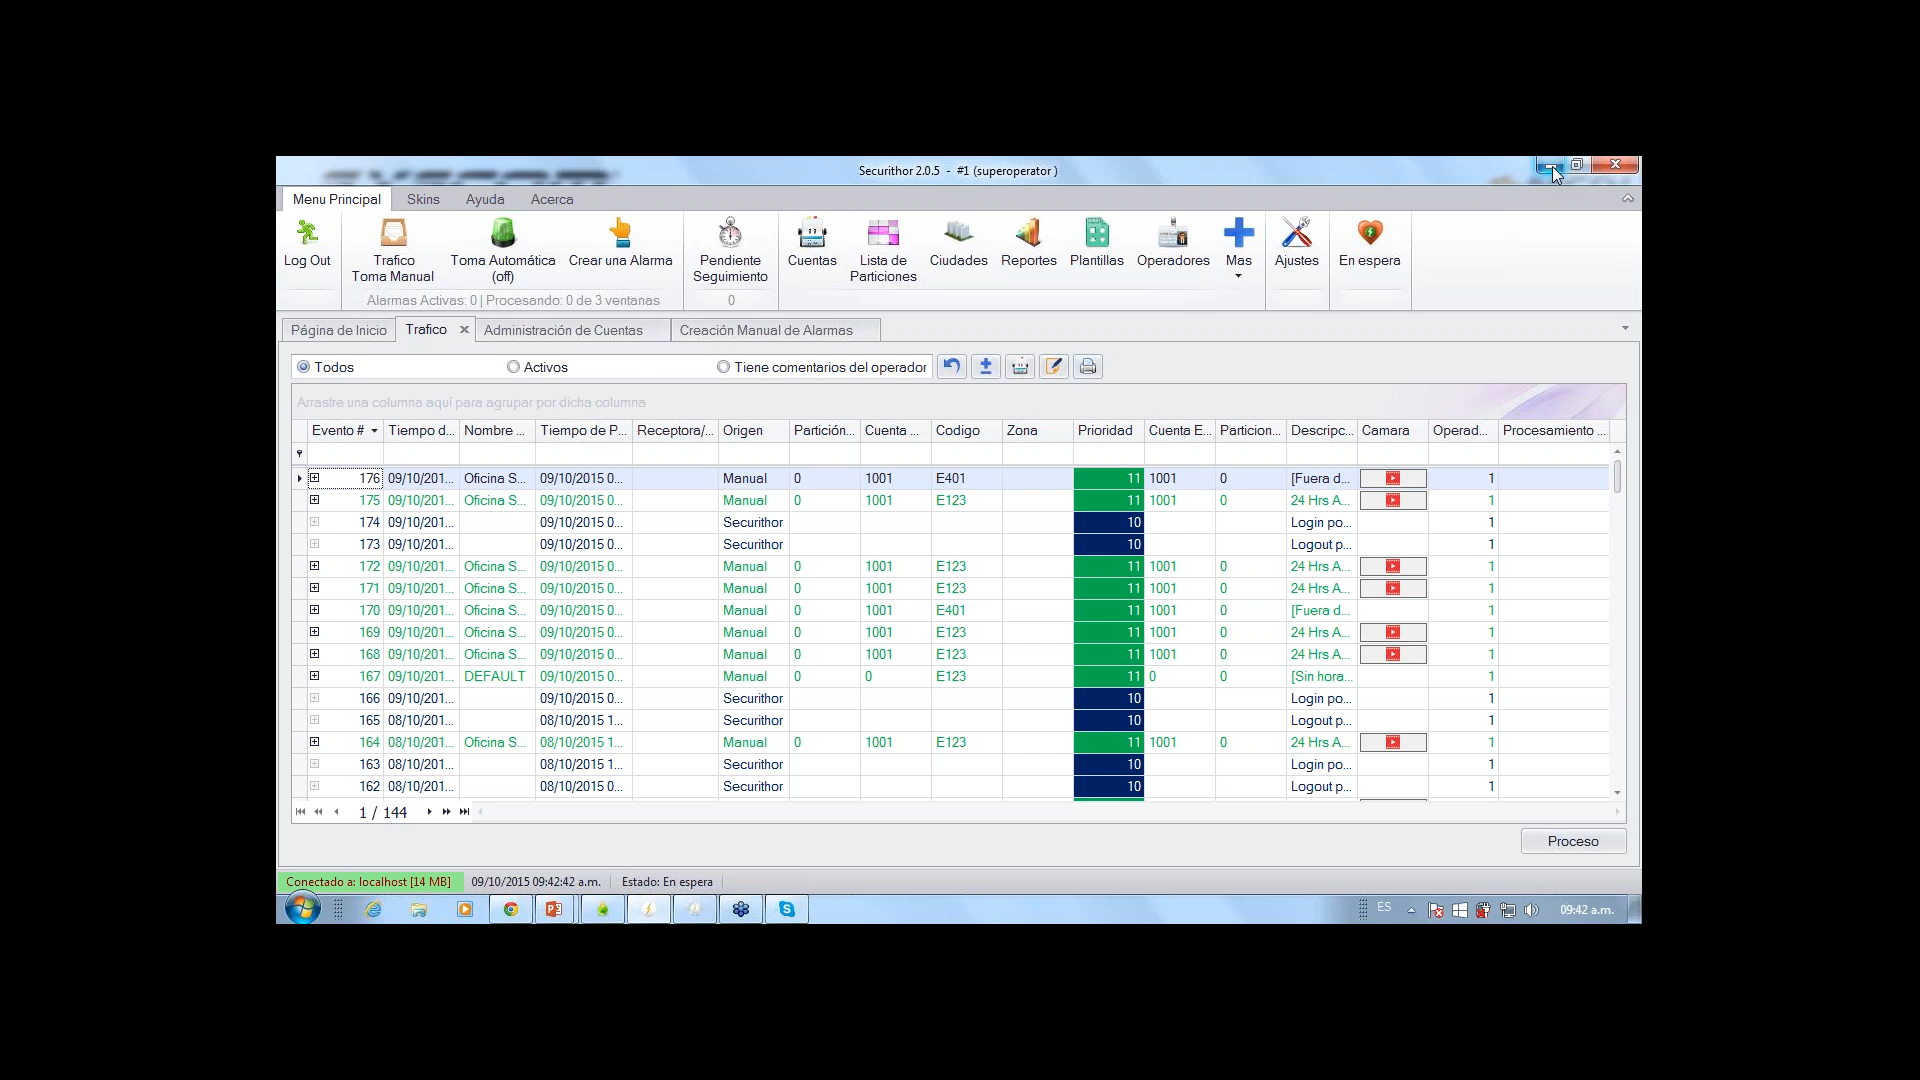 Securithor 2.0.5 - #1 (superoperator )
Menu Principal Skins Ayuda Acerca
Log Out Trafico Toma Automática Crear una Alarma Pendiente Cuentas Lista de Ciudades Reportes Plantillas Operadores Mas Ajustes En espera
Toma Manual (off) Seguimiento Particiones
Alarmas Activas: 0 | Procesando: 0 de 3 ventanas 0
Página de Inicio Trafico Administración de Cuentas Creación Manual de Alarmas
Todos Activos Tiene comentarios del operador
Arrastre una columna aquí para agrupar por dicha columna
Evento # Tiempo d... Nombre ... Tiempo de P... Receptora/... Origen Partición... Cuenta ... Codigo Zona Prioridad Cuenta E... Particion... Descripc... Camara Operad... Procesamiento ...
176 09/10/201... Oficina S... 09/10/2015 0... Manual 0 1001 E401 11 1001 0 [Fuera d... 1
175 09/10/201... Oficina S... 09/10/2015 0... Manual 0 1001 E123 11 1001 0 24 Hrs A... 1
174 09/10/201... 09/10/2015 0... Securithor 10 Login po... 1
173 09/10/201... 09/10/2015 0... Securithor 10 Logout p... 1
172 09/10/201... Oficina S... 09/10/2015 0... Manual 0 1001 E123 11 1001 0 24 Hrs A... 1
171 09/10/201... Oficina S... 09/10/2015 0... Manual 0 1001 E123 11 1001 0 24 Hrs A... 1
170 09/10/201... Oficina S... 09/10/2015 0... Manual 0 1001 E401 11 1001 0 [Fuera d... 1
169 09/10/201... Oficina S... 09/10/2015 0... Manual 0 1001 E123 11 1001 0 24 Hrs A... 1
168 09/10/201... Oficina S... 09/10/2015 0... Manual 0 1001 E123 11 1001 0 24 Hrs A... 1
167 09/10/201... DEFAULT 09/10/2015 0... Manual 0 0 E123 11 0 0 [Sin hora... 1
166 09/10/201... 09/10/2015 0... Securithor 10 Login po... 1
165 08/10/201... 08/10/2015 1... Securithor 10 Logout p... 1
164 08/10/201... Oficina S... 08/10/2015 1... Manual 0 1001 E123 11 1001 0 24 Hrs A... 1
163 08/10/201... 08/10/2015 1... Securithor 10 Login po... 1
162 08/10/201... 08/10/2015 0... Securithor 10 Logout p... 1
1 / 144
Proceso
Conectado a: localhost [14 MB] 09/10/2015 09:42:42 a.m. Estado: En espera
ES 09:42 a.m.